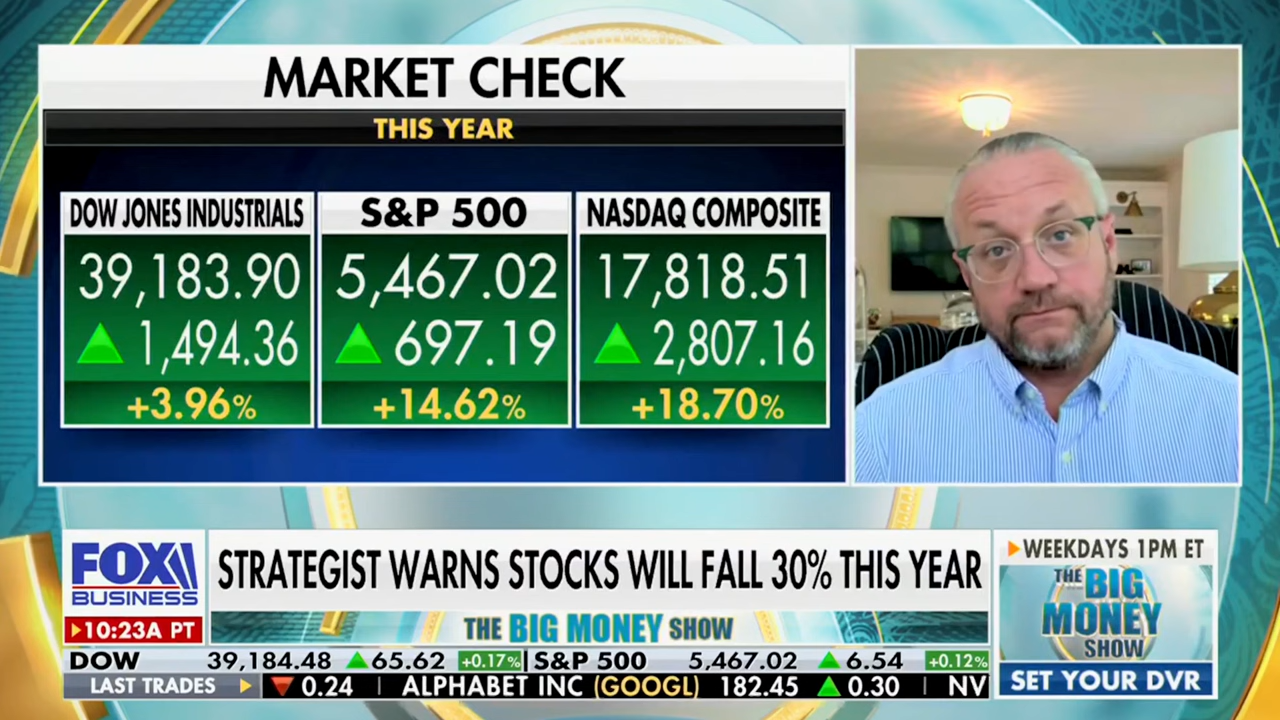 MARKET CHECK
THIS YEAR
DOW JONES INDUSTRIALS
39,183.90
▲ 1,494.36
+3.96%
S&P 500
5,467.02
▲ 697.19
+14.62%
NASDAQ COMPOSITE
17,818.51
▲ 2,807.16
+18.70%
FOX
BUSINESS
10:23A PT
STRATEGIST WARNS STOCKS WILL FALL 30% THIS YEAR
THE BIG MONEY SHOW
WEEKDAYS 1PM ET
THE BIG
MONEY
SHOW
SET YOUR DVR
DOW 39,184.48 ▲ 65.62 +0.17% S&P 500 5,467.02 ▲ 6.54 +0.12%
LAST TRADES ▼ 0.24 | ALPHABET INC (GOOGL) 182.45 ▲ 0.30 | NV